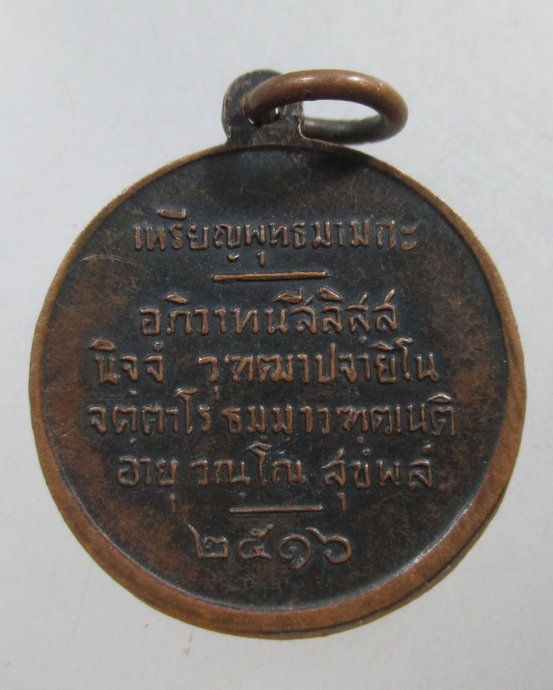 เหรียญพุทธมามกะ
อภิวาทนสีลิสฺส
นิจฺจํ วุฑฺฒาปจายิโน
จตฺตาโร ธมฺมา วฑฺฒนฺติ
อายุ วณฺโณ สุขํ พลํ
๒๕๑๖